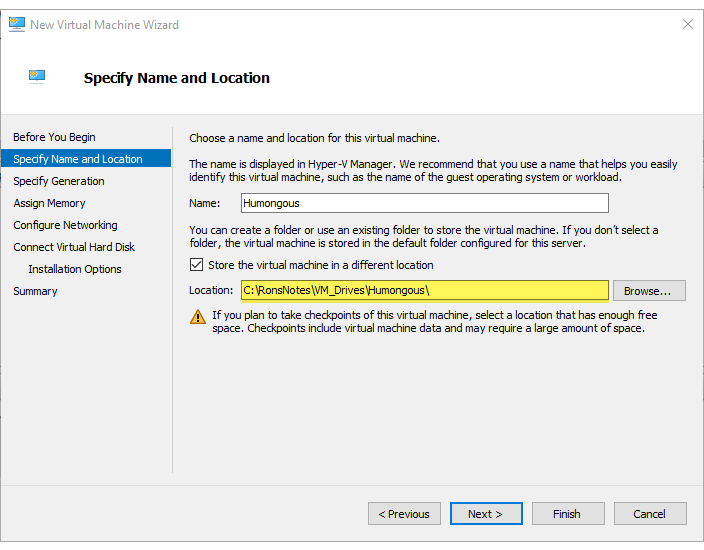 New Virtual Machine Wizard
Specify Name and Location
Before You Begin
Specify Name and Location
Specify Generation
Assign Memory
Configure Networking
Connect Virtual Hard Disk
Installation Options
Summary
Choose a name and location for this virtual machine.
The name is displayed in Hyper-V Manager. We recommend that you use a name that helps you easily
identify this virtual machine, such as the name of the guest operating system or workload.
Name: Humongous
You can create a folder or use an existing folder to store the virtual machine. If you don't select a
folder, the virtual machine is stored in the default folder configured for this server.
Store the virtual machine in a different location
Location: C:\RonsNotes\VM_Drives\Humongous\ Browse...
If you plan to take checkpoints of this virtual machine, select a location that has enough free
space. Checkpoints include virtual machine data and may require a large amount of space.
< Previous Next > Finish Cancel